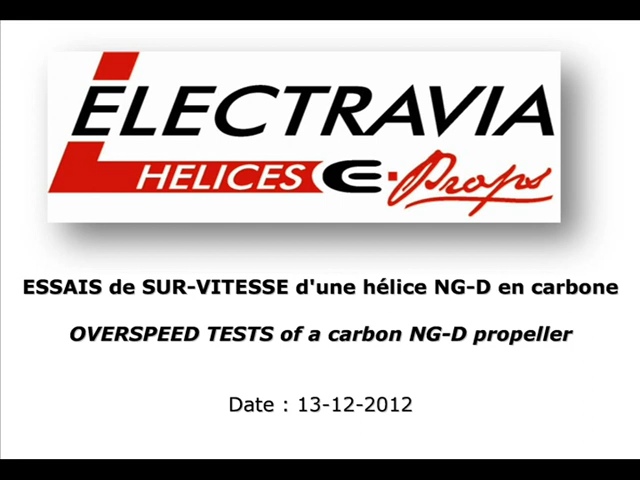 ELECTRAVIA
HELICES E-Props
ESSAIS de SUR-VITESSE d'une hélice NG-D en carbone
OVERSPEED TESTS of a carbon NG-D propeller
Date : 13-12-2012